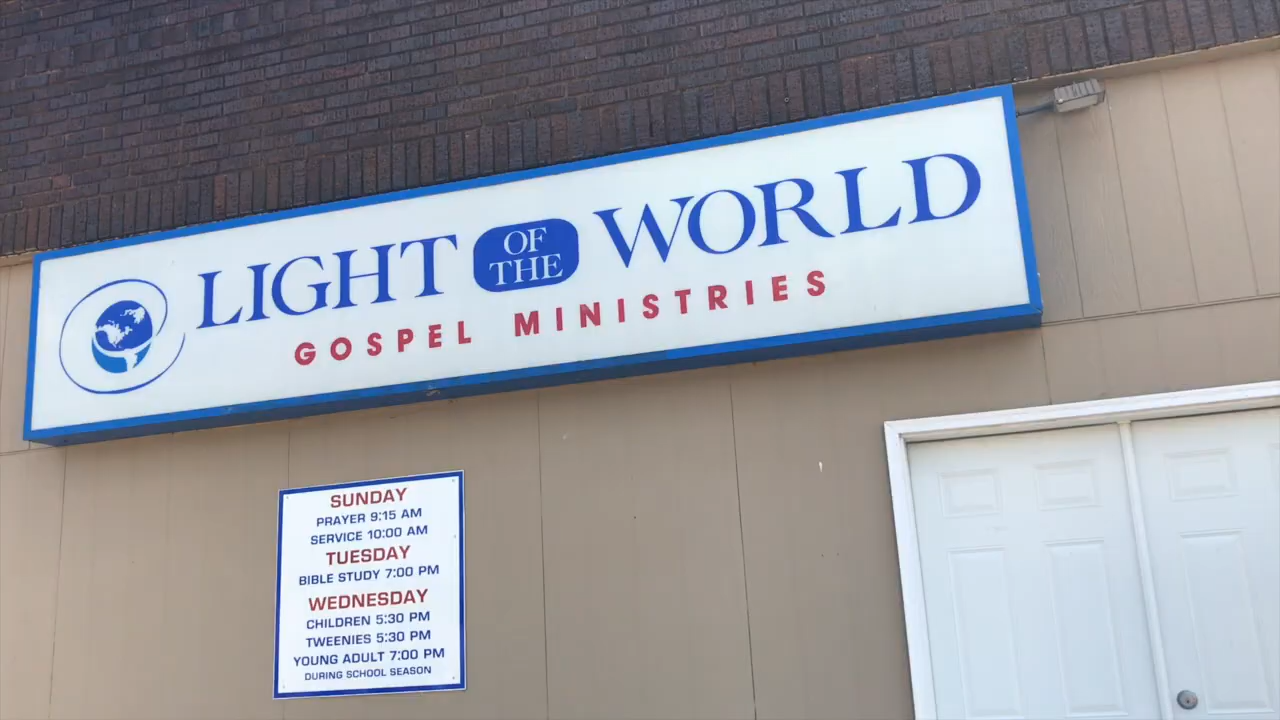 LIGHT OF THE WORLD
GOSPEL MINISTRIES
SUNDAY
PRAYER 9:15 AM
SERVICE 10:00 AM
TUESDAY
BIBLE STUDY 7:00 PM
WEDNESDAY
CHILDREN 5:30 PM
TWEENIES 5:30 PM
YOUNG ADULT 7:00 PM
DURING SCHOOL SEASON